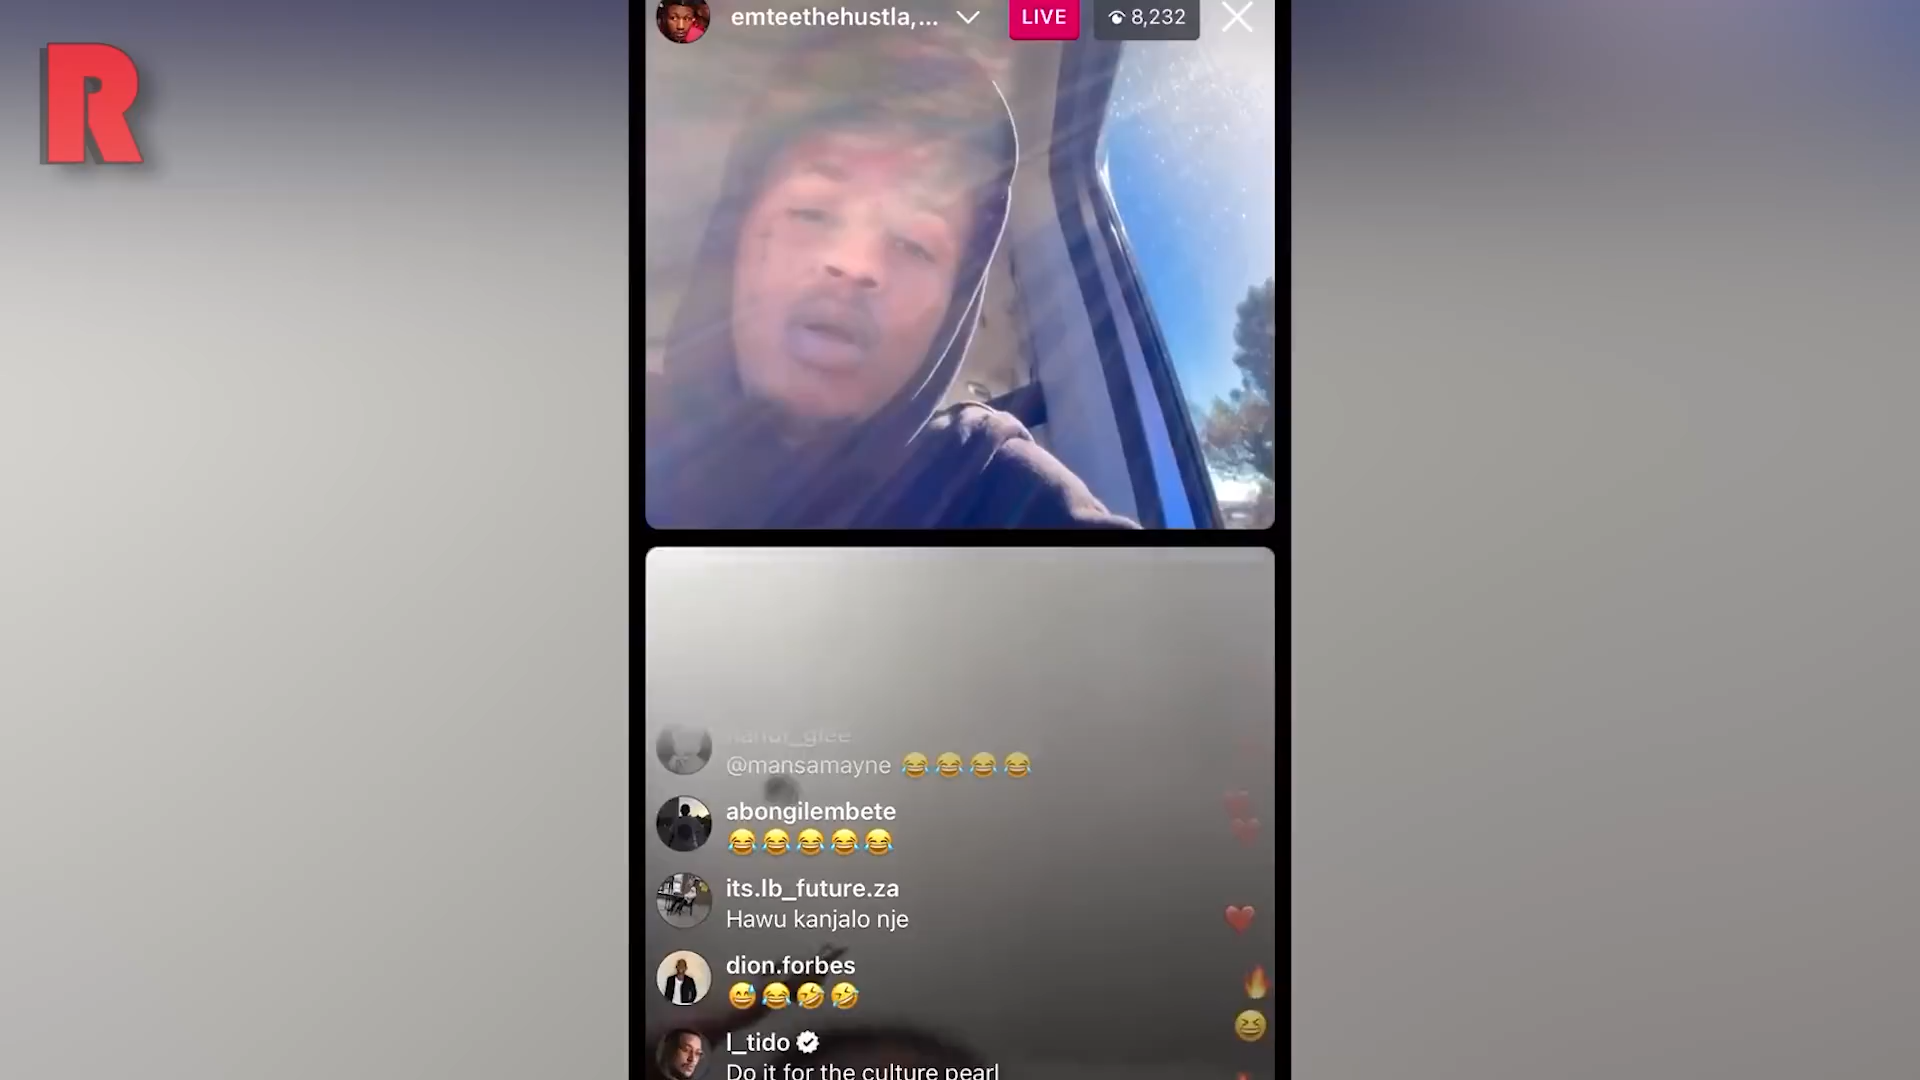 R
emteethehustla,...
LIVE
8,232
@mansamayne 😂😂😂😂
abongilembete
😂😂😂😂😂
its.lb_future.za
Hawu kanjalo nje
dion.forbes
😅😂🤣🤣
l_tido
Do it for the culture pearl